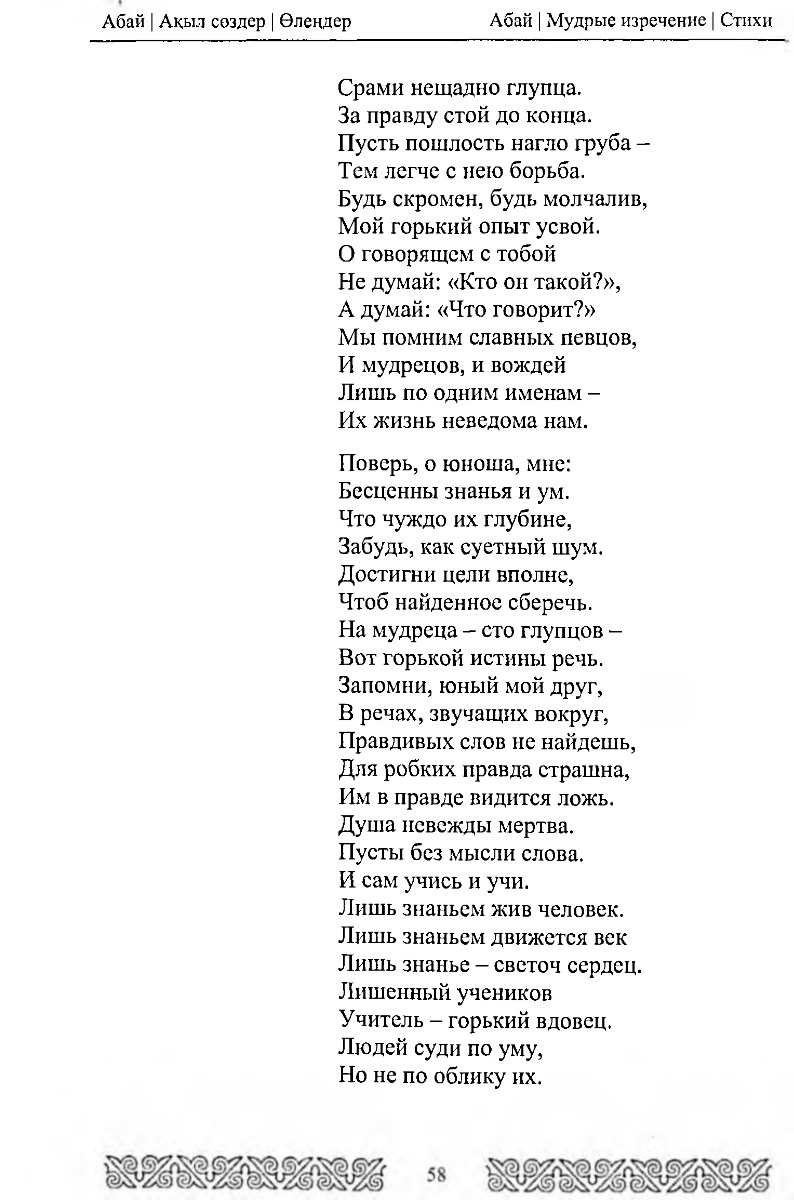 Абай | Ақыл сөздер | Өлеңдер Абай | Мудрые изречение | Стихи
Срами нещадно глупца.
За правду стой до конца.
Пусть пошлость нагло груба –
Тем легче с нею борьба.
Будь скромен, будь молчалив,
Мой горький опыт усвой.
О говорящем с тобой
Не думай: «Кто он такой?»,
А думай: «Что говорит?»
Мы помним славных певцов,
И мудрецов, и вождей
Лишь по одним именам –
Их жизнь неведома нам.
Поверь, о юноша, мне:
Бесценны знанья и ум.
Что чуждо их глубине,
Забудь, как суетный шум.
Достигни цели вполне,
Чтоб найденное сберечь.
На мудреца – сто глупцов –
Вот горькой истины речь.
Запомни, юный мой друг,
В речах, звучащих вокруг,
Правдивых слов не найдешь,
Для робких правда страшна,
Им в правде видится ложь.
Душа невежды мертва.
Пусты без мысли слова.
И сам учись и учи.
Лишь знаньем жив человек.
Лишь знаньем движется век
Лишь знанье – светоч сердец.
Лишенный учеников
Учитель – горький вдовец.
Людей суди по уму,
Но не по облику их.
58